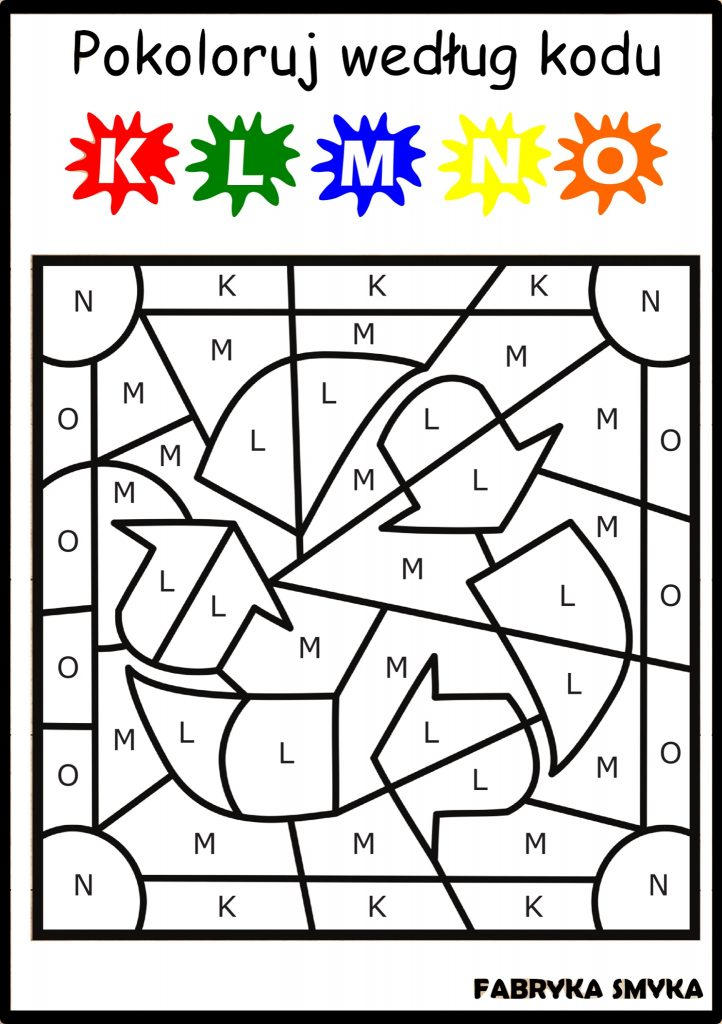 Pokoloruj według kodu
K L M N O
N K K K N
M M M
M L M
O L L O
M M L
M
O M
L L M O
L
M M L
O
M L L L
L M O
O
M M M
N N
K K K
FABRYKA SMYKA